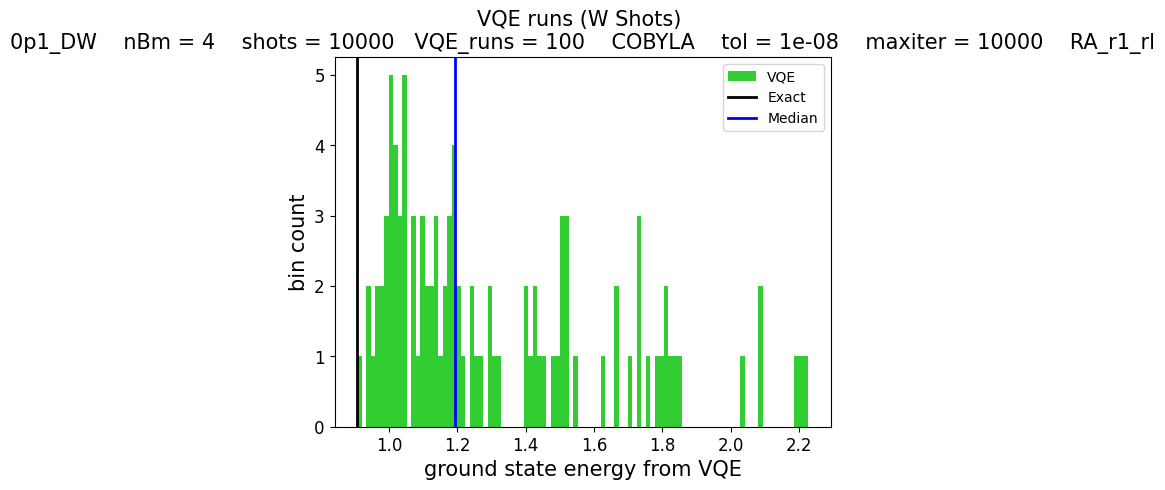 VQE runs (W Shots)
0p1_DW    nBm = 4    shots = 10000   VQE_runs = 100    COBYLA    tol = 1e-08    maxiter = 10000    RA_r1_rl
VQE
Exact
Median
bin count
5
4
3
2
1
0
1.0 1.2 1.4 1.6 1.8 2.0 2.2
ground state energy from VQE